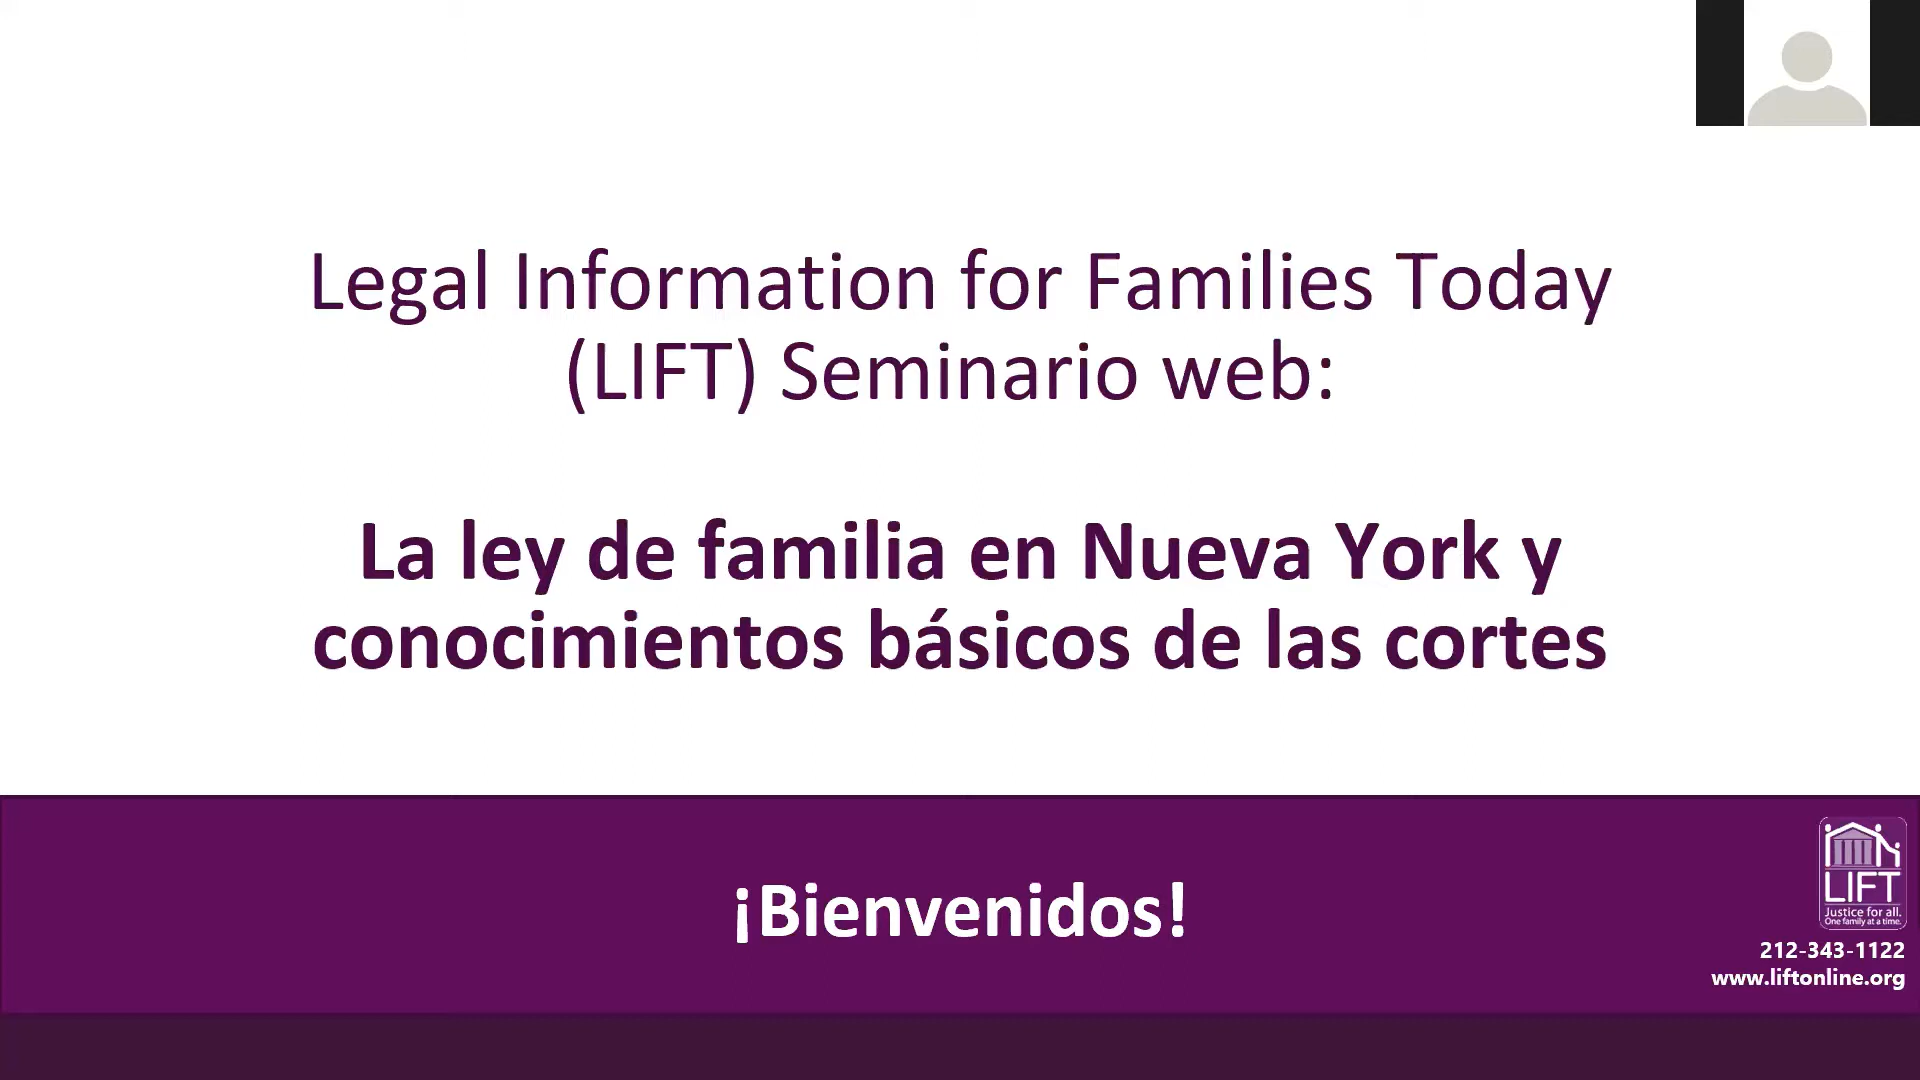 Legal Information for Families Today
(LIFT) Seminario web:
La ley de familia en Nueva York y
conocimientos básicos de las cortes
¡Bienvenidos!
LIFT
Justice for all.
One family at a time.
212-343-1122
www.liftonline.org